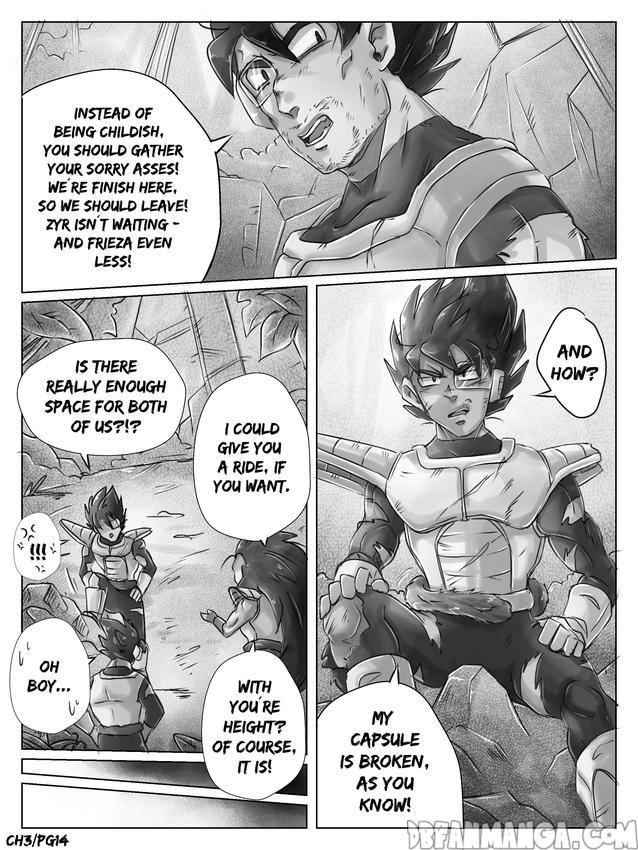 INSTEAD OF
BEING CHILDISH,
YOU SHOULD GATHER
YOUR SORRY ASSES!
WE'RE FINISH HERE,
SO WE SHOULD LEAVE!
ZYR ISN'T WAITING -
AND FRIEZA EVEN
LESS!
AND
HOW?
MY
CAPSULE
IS BROKEN,
AS YOU
KNOW!
IS THERE
REALLY ENOUGH
SPACE FOR BOTH
OF US?!?
I COULD
GIVE YOU
A RIDE, IF
YOU WANT.
!!!
OH
BOY...
WITH
YOU'RE
HEIGHT?
OF COURSE,
IT IS!
CH3/PG14
DBFANMANGA.COM